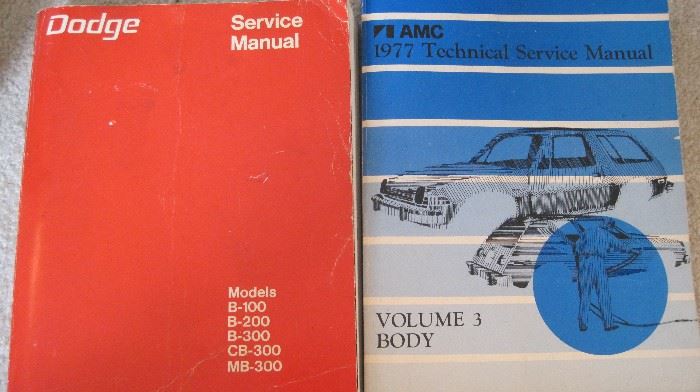 Dodge
Service
Manual
Models
B-100
B-200
B-300
CB-300
MB-300
AMC
1977 Technical Service Manual
VOLUME 3
BODY